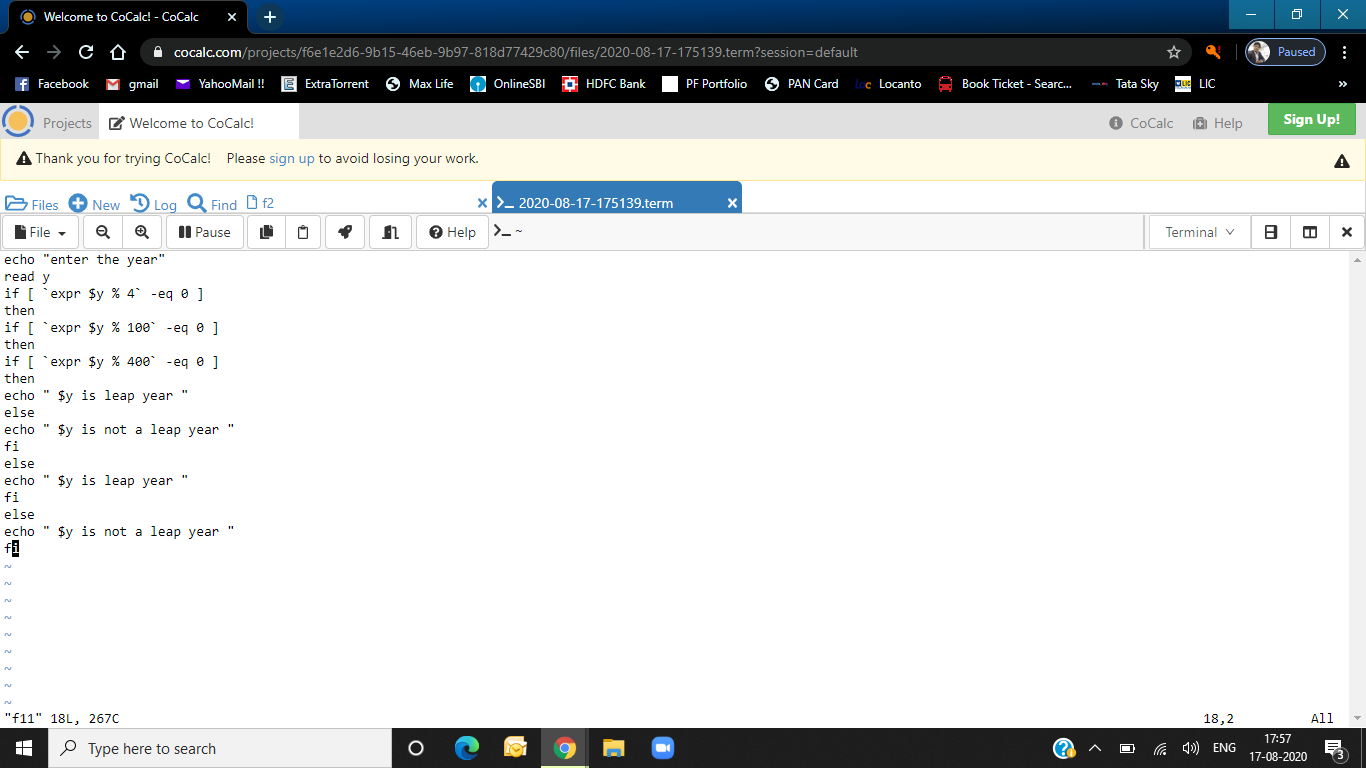 Welcome to CoCalc! - CoCalc
cocalc.com/projects/f6e1e2d6-9b15-46eb-9b97-818d77429c80/files/2020-08-17-175139.term?session=default
Paused
Facebook gmail YahooMail !! ExtraTorrent Max Life OnlineSBI HDFC Bank PF Portfolio PAN Card Locanto Book Ticket - Searc... Tata Sky LIC »
Projects Welcome to CoCalc! CoCalc Help Sign Up!
Thank you for trying CoCalc! Please sign up to avoid losing your work.
Files New Log Find f2 2020-08-17-175139.term
File Pause Help ~ Terminal
echo "enter the year"
read y
if [ `expr $y % 4` -eq 0 ]
then
if [ `expr $y % 100` -eq 0 ]
then
if [ `expr $y % 400` -eq 0 ]
then
echo " $y is leap year "
else
echo " $y is not a leap year "
fi
else
echo " $y is leap year "
fi
else
echo " $y is not a leap year "
fi
~
~
~
~
~
~
~
~
~
"f11" 18L, 267C 18,2 All
Type here to search
ENG
17:57
17-08-2020
3